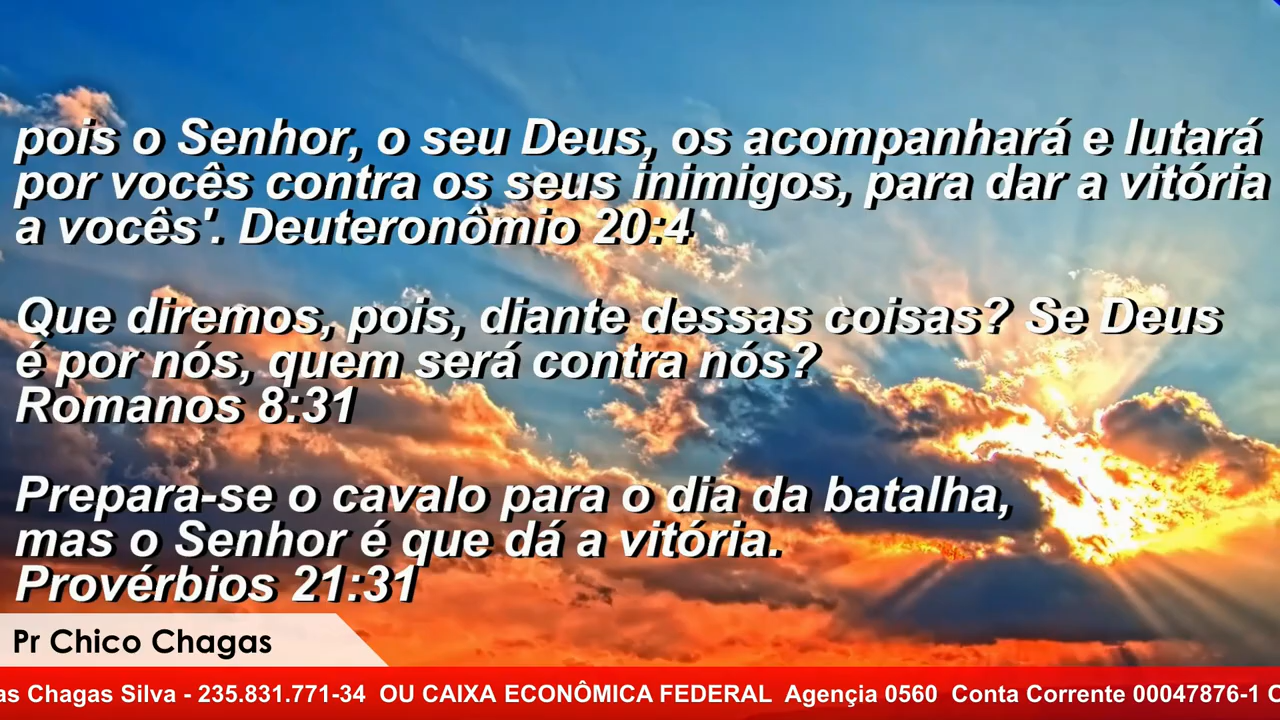 pois o Senhor, o seu Deus, os acompanhará e lutará
por vocês contra os seus inimigos, para dar a vitória
a vocês'. Deuteronômio 20:4
Que diremos, pois, diante dessas coisas? Se Deus
é por nós, quem será contra nós?
Romanos 8:31
Prepara-se o cavalo para o dia da batalha,
mas o Senhor é que dá a vitória.
Provérbios 21:31
Pr Chico Chagas
as Chagas Silva - 235.831.771-34 OU CAIXA ECONÔMICA FEDERAL Agençia 0560 Conta Corrente 00047876-1